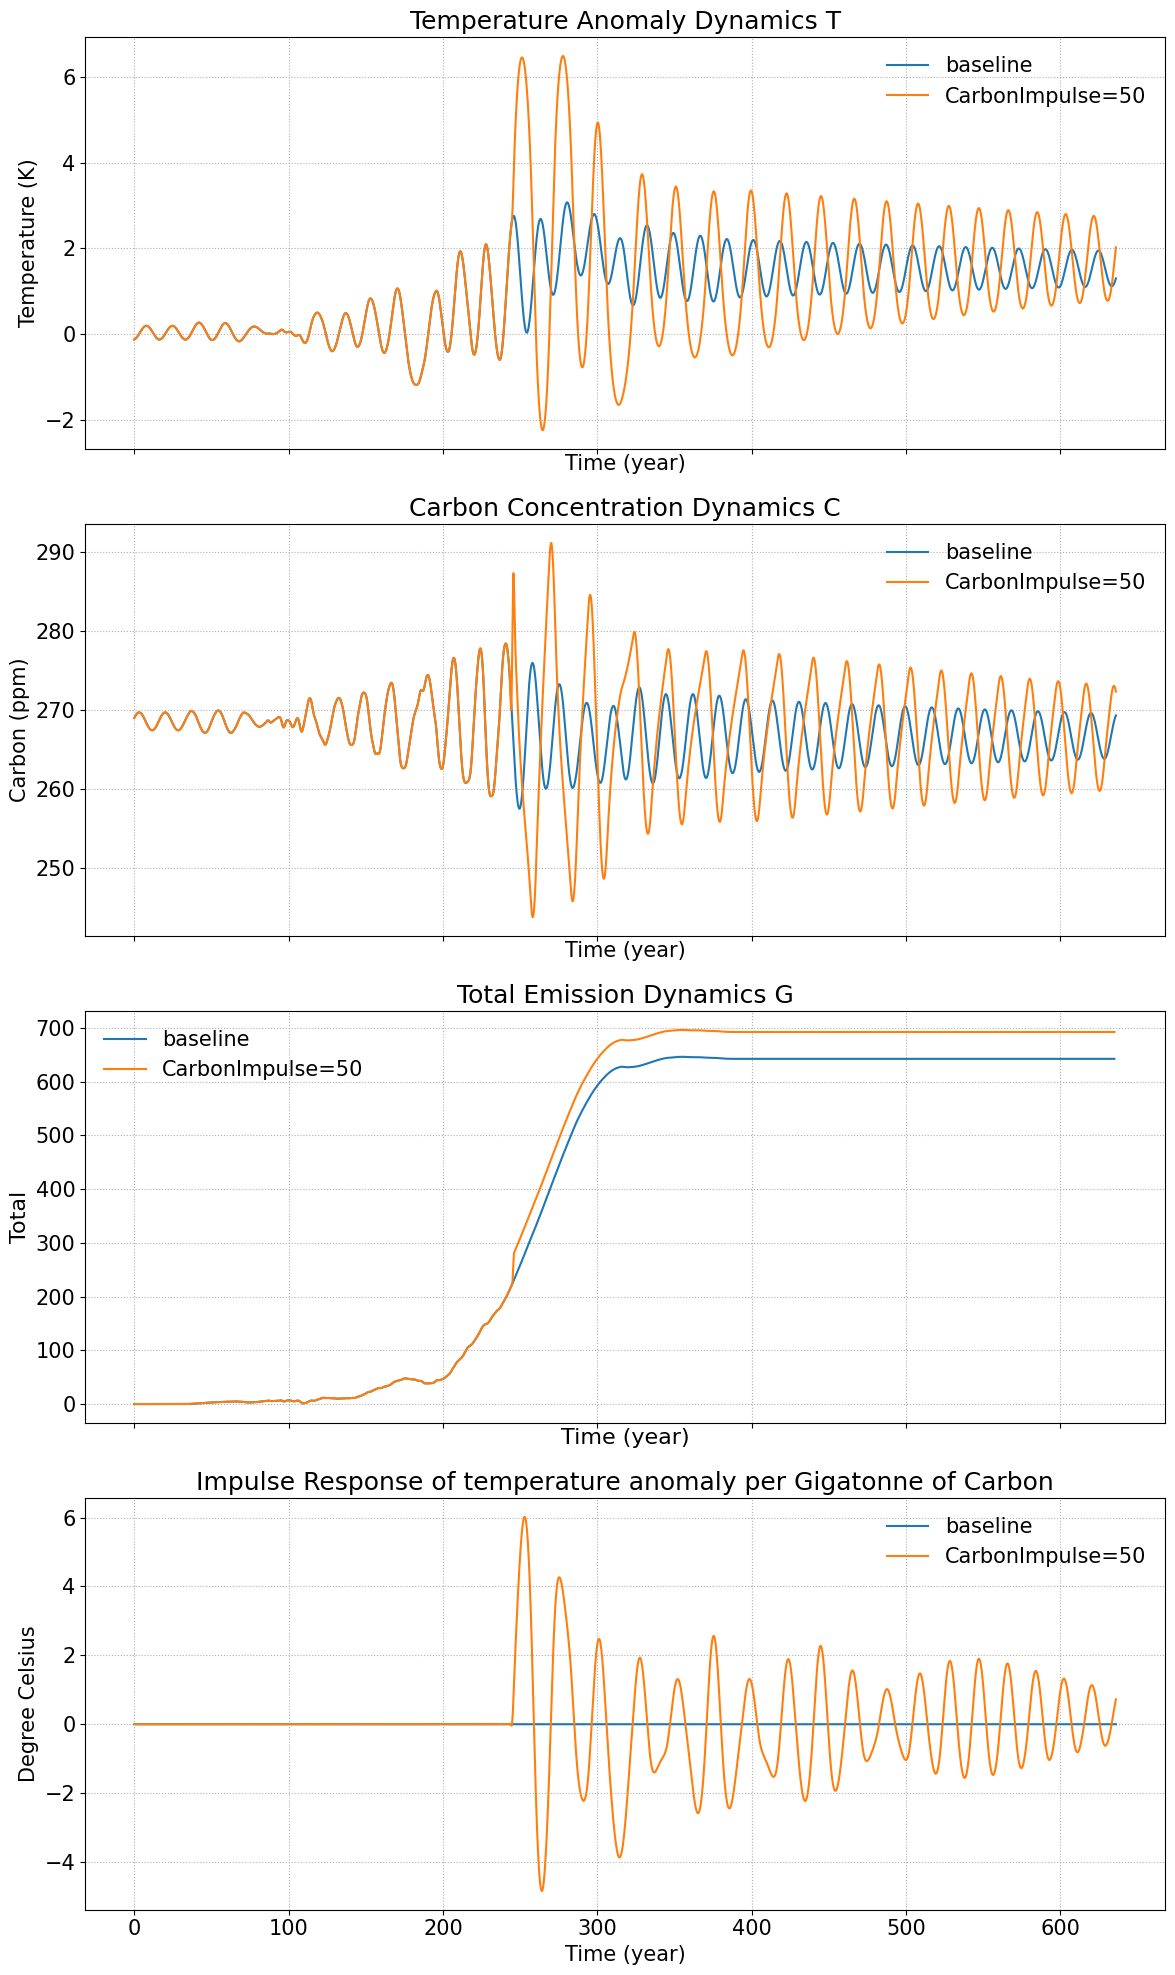 Temperature Anomaly Dynamics T
baseline
CarbonImpulse=50
Temperature (K)
6
4
2
0
−2
Time (year)
Carbon Concentration Dynamics C
baseline
CarbonImpulse=50
Carbon (ppm)
290
280
270
260
250
Time (year)
Total Emission Dynamics G
baseline
CarbonImpulse=50
Total
700
600
500
400
300
200
100
0
Time (year)
Impulse Response of temperature anomaly per Gigatonne of Carbon
baseline
CarbonImpulse=50
Degree Celsius
6
4
2
0
−2
−4
0 100 200 300 400 500 600
Time (year)